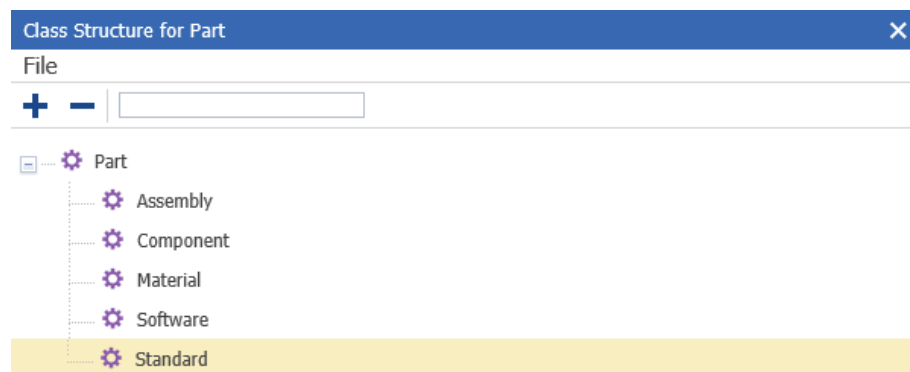 Class Structure for Part
File
Part
Assembly
Component
Material
Software
Standard